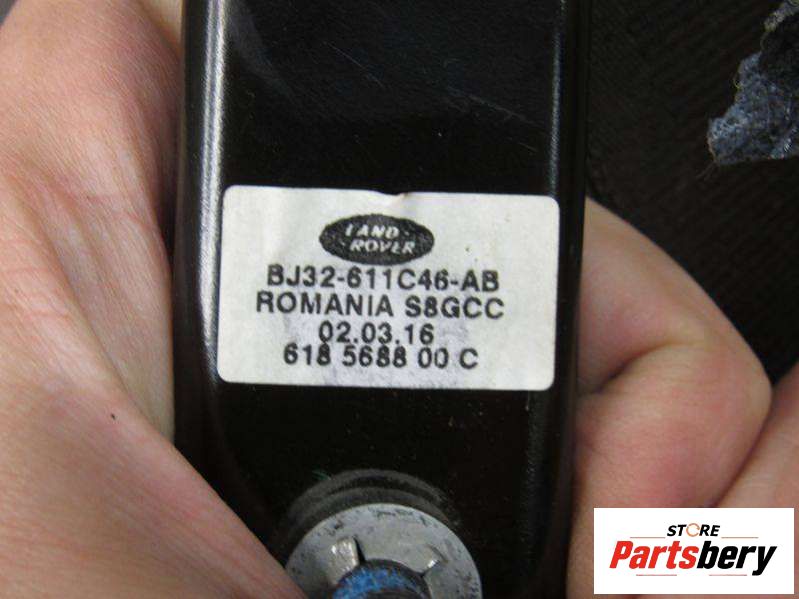 LAND
ROVER
BJ32-611C46-AB
ROMANIA S8GCC
02.03.16
618 5688 00 C
STORE
Partsbery